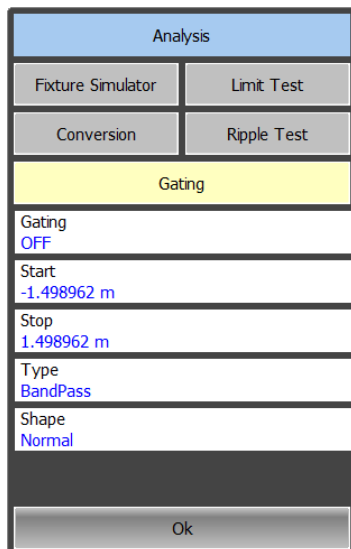 Analysis
Fixture Simulator
Limit Test
Conversion
Ripple Test
Gating
Gating
OFF
Start
-1.498962 m
Stop
1.498962 m
Type
BandPass
Shape
Normal
Ok